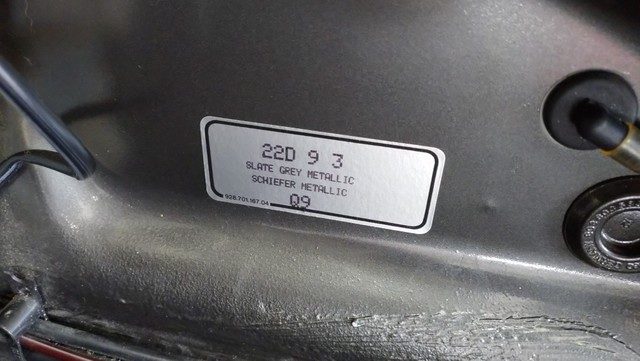 22D 9 3
SLATE GREY METALLIC
SCHIEFER METALLIC
928.701.167.04 Q9